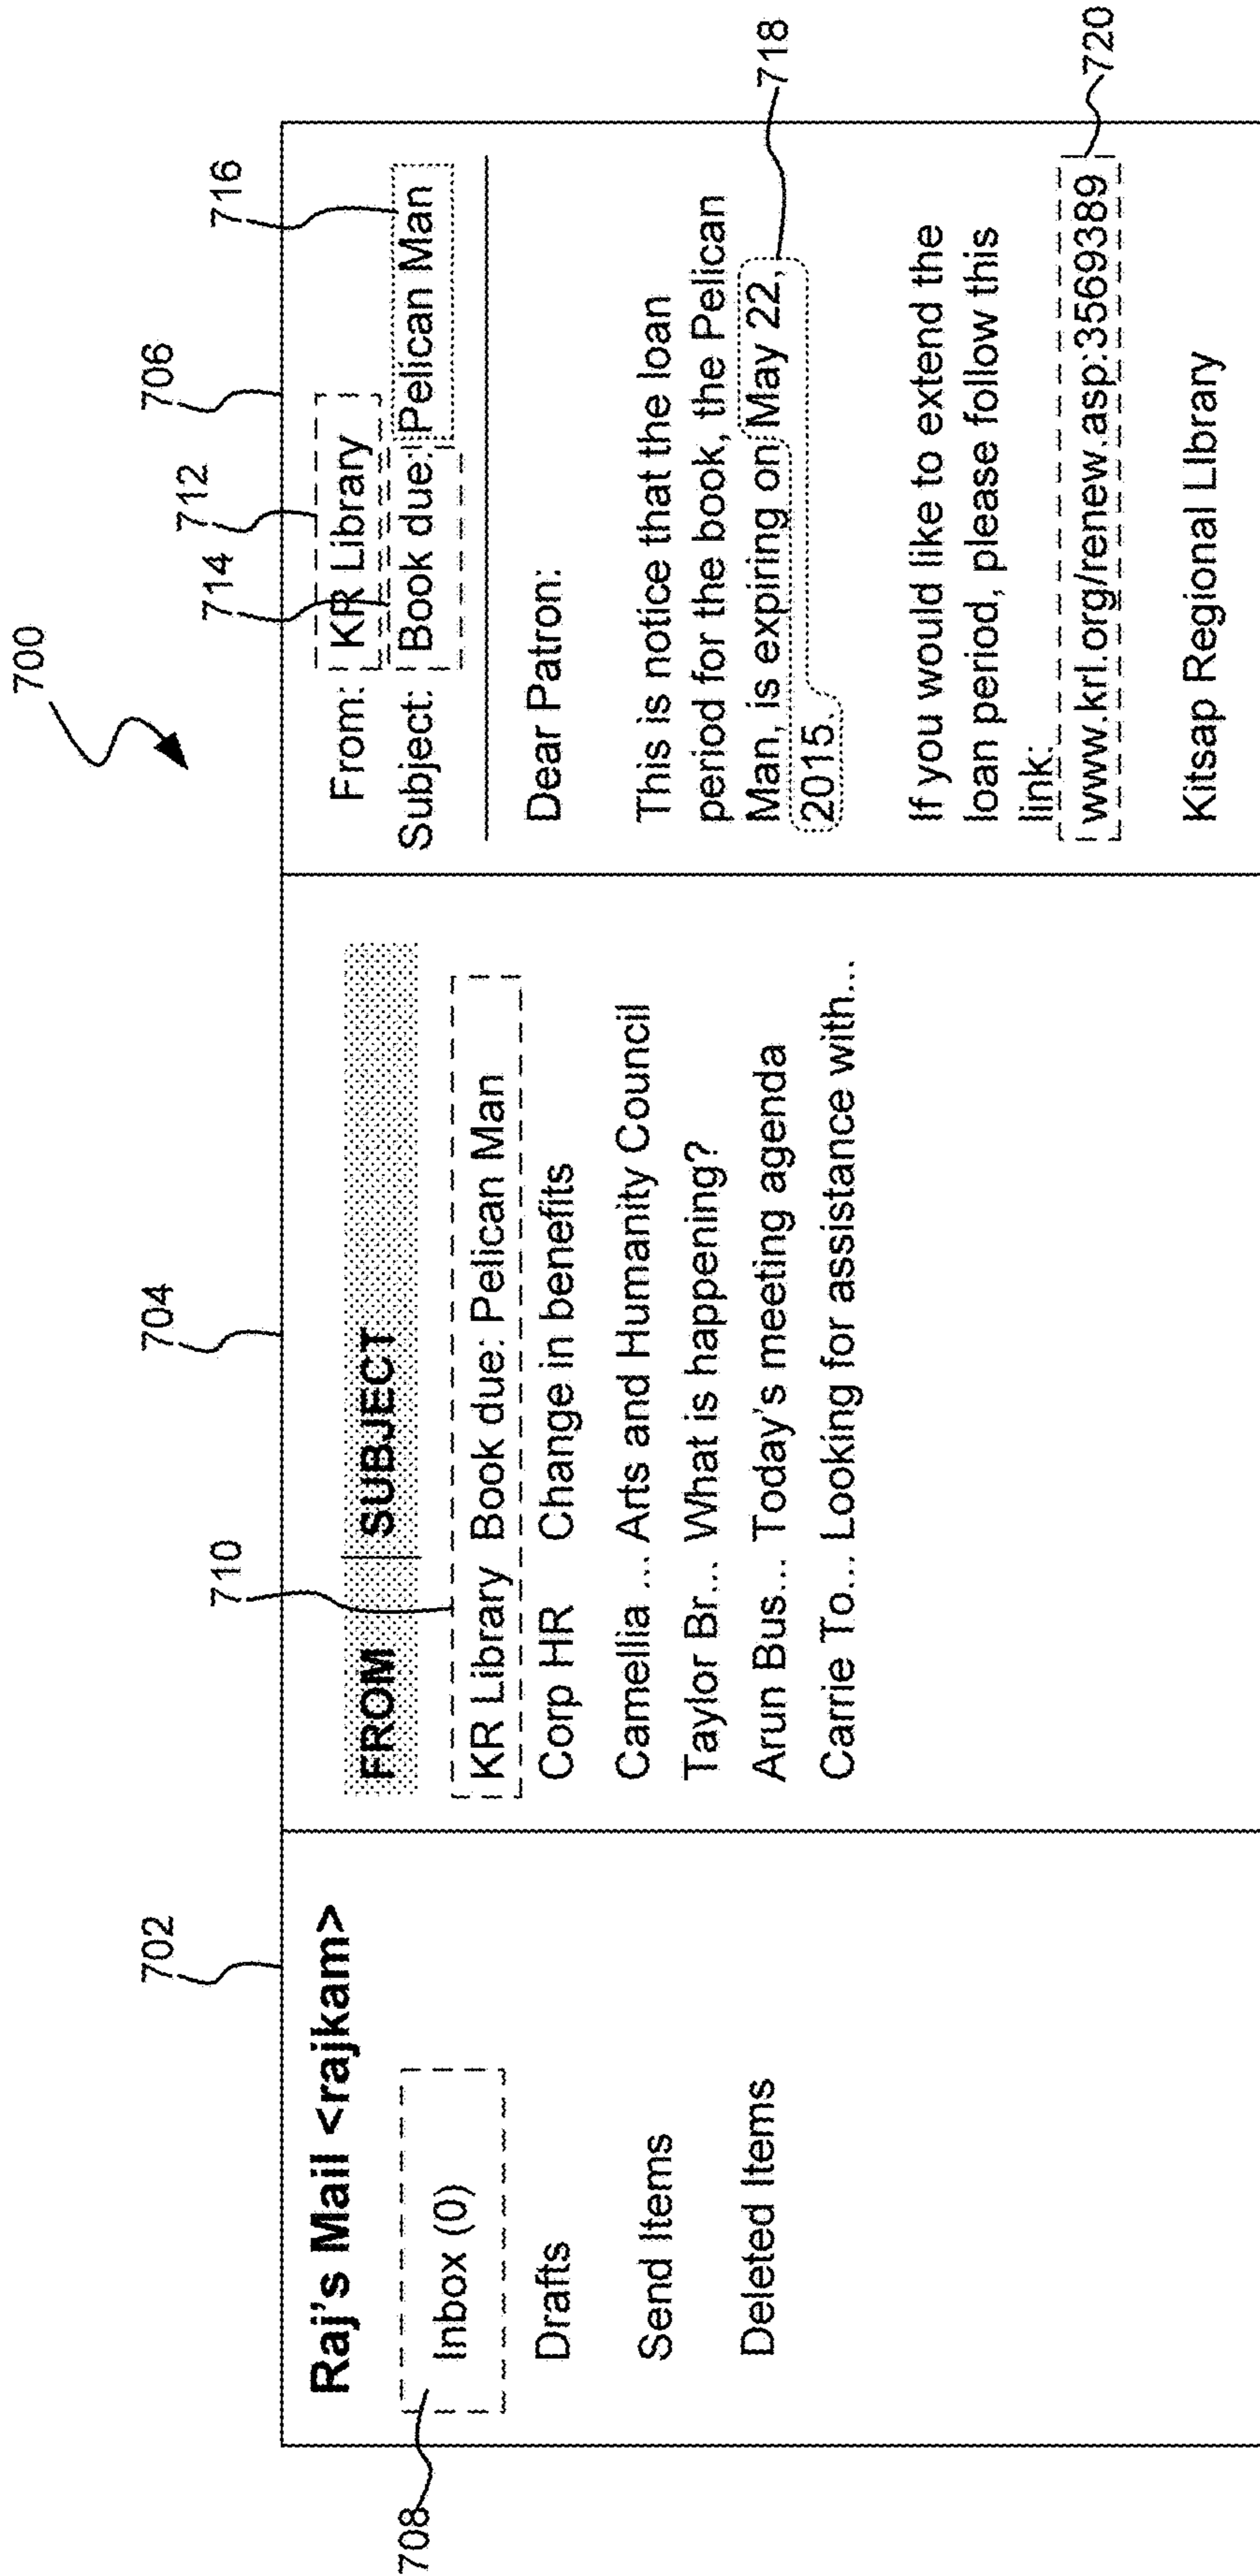 700
702
704
706
Raj's Mail <rajkam>
708
Inbox (0)
Drafts
Send Items
Deleted Items
FROM SUBJECT
710
KR Library Book due: Pelican Man
Corp HR Change in benefits
Camellia ... Arts and Humanity Council
Taylor Br... What is happening?
Arun Bus... Today's meeting agenda
Carrie To... Looking for assistance with...
712
714
716
From: KR Library
Subject: Book due: Pelican Man
Dear Patron:
This is notice that the loan
period for the book, the Pelican
Man, is expiring on May 22,
2015.
718
If you would like to extend the
loan period, please follow this
link:
www.krl.org/renew.asp:3569389
720
Kitsap Regional LIbrary